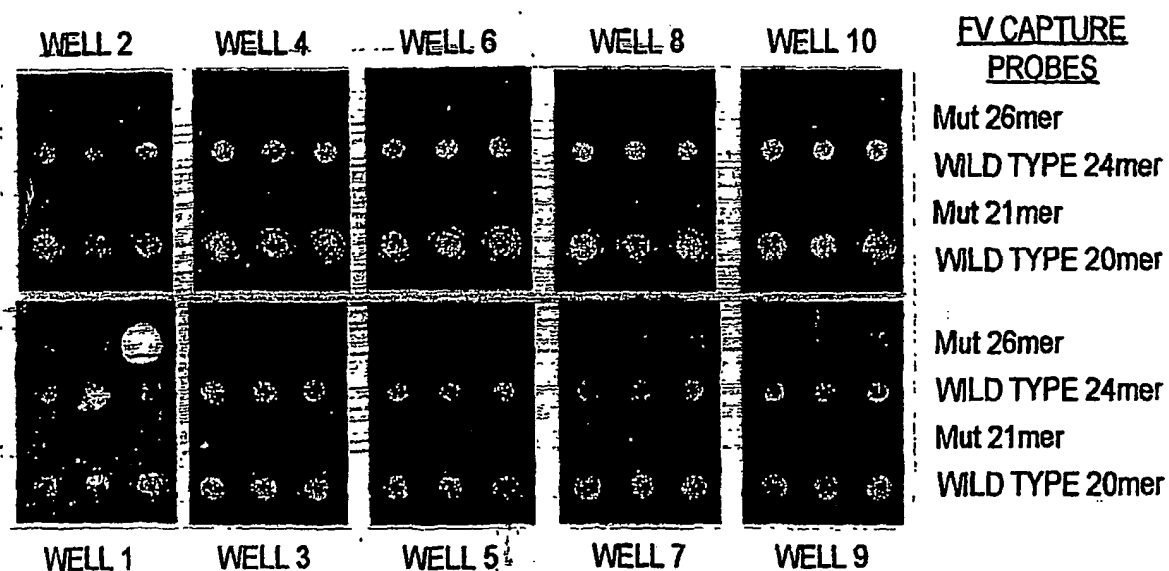 WELL 2
WELL 4
WELL 6
WELL 8
WELL 10
FV CAPTURE
PROBES
Mut 26mer
WILD TYPE 24mer
Mut 21mer
WILD TYPE 20mer
Mut 26mer
WILD TYPE 24mer
Mut 21mer
WILD TYPE 20mer
WELL 1
WELL 3
WELL 5
WELL 7
WELL 9